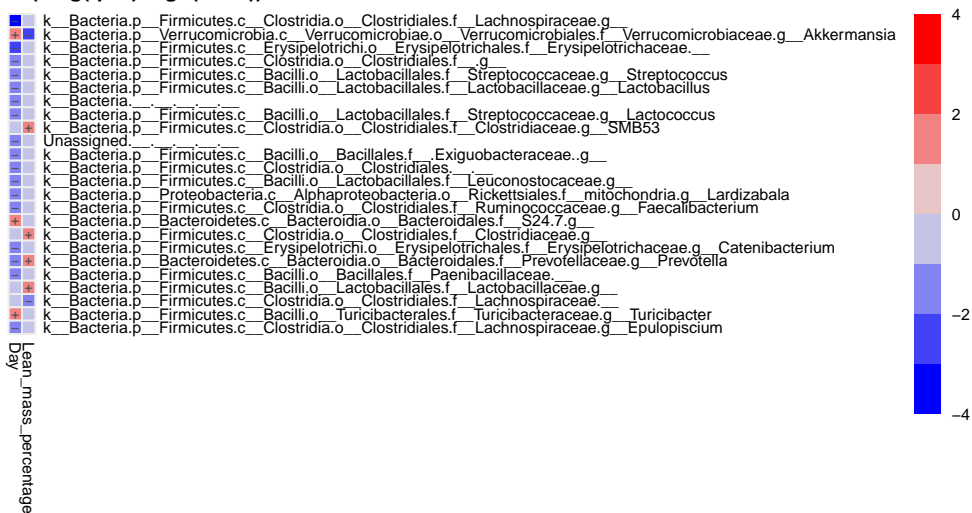 k__Bacteria.p__Firmicutes.c__Clostridia.o__Clostridiales.f__Lachnospiraceae.g__
k__Bacteria.p__Verrucomicrobia.c__Verrucomicrobiae.o__Verrucomicrobiales.f__Verrucomicrobiaceae.g__Akkermansia
k__Bacteria.p__Firmicutes.c__Erysipelotrichi.o__Erysipelotrichales.f__Erysipelotrichaceae.__
k__Bacteria.p__Firmicutes.c__Clostridia.o__Clostridiales.f__.g__
k__Bacteria.p__Firmicutes.c__Bacilli.o__Lactobacillales.f__Streptococcaceae.g__Streptococcus
k__Bacteria.p__Firmicutes.c__Bacilli.o__Lactobacillales.f__Lactobacillaceae.g__Lactobacillus
k__Bacteria.__.__.__.__.__
k__Bacteria.p__Firmicutes.c__Bacilli.o__Lactobacillales.f__Streptococcaceae.g__Lactococcus
k__Bacteria.p__Firmicutes.c__Clostridia.o__Clostridiales.f__Clostridiaceae.g__SMB53
Unassigned.__.__.__.__.__
k__Bacteria.p__Firmicutes.c__Bacilli.o__Bacillales.f__.Exiguobacteraceae..g__
k__Bacteria.p__Firmicutes.c__Clostridia.o__Clostridiales.__.__
k__Bacteria.p__Firmicutes.c__Bacilli.o__Lactobacillales.f__Leuconostocaceae.g__
k__Bacteria.p__Proteobacteria.c__Alphaproteobacteria.o__Rickettsiales.f__mitochondria.g__Lardizabala
k__Bacteria.p__Firmicutes.c__Clostridia.o__Clostridiales.f__Ruminococcaceae.g__Faecalibacterium
k__Bacteria.p__Bacteroidetes.c__Bacteroidia.o__Bacteroidales.f__S24.7.g__
k__Bacteria.p__Firmicutes.c__Clostridia.o__Clostridiales.f__Clostridiaceae.g__
k__Bacteria.p__Firmicutes.c__Erysipelotrichi.o__Erysipelotrichales.f__Erysipelotrichaceae.g__Catenibacterium
k__Bacteria.p__Bacteroidetes.c__Bacteroidia.o__Bacteroidales.f__Prevotellaceae.g__Prevotella
k__Bacteria.p__Firmicutes.c__Bacilli.o__Bacillales.f__Paenibacillaceae.__
k__Bacteria.p__Firmicutes.c__Bacilli.o__Lactobacillales.f__Lactobacillaceae.g__
k__Bacteria.p__Firmicutes.c__Clostridia.o__Clostridiales.f__Lachnospiraceae.__
k__Bacteria.p__Firmicutes.c__Bacilli.o__Turicibacterales.f__Turicibacteraceae.g__Turicibacter
k__Bacteria.p__Firmicutes.c__Clostridia.o__Clostridiales.f__Lachnospiraceae.g__Epulopiscium
Day
Lean_mass_percentage
4
2
0
−2
−4